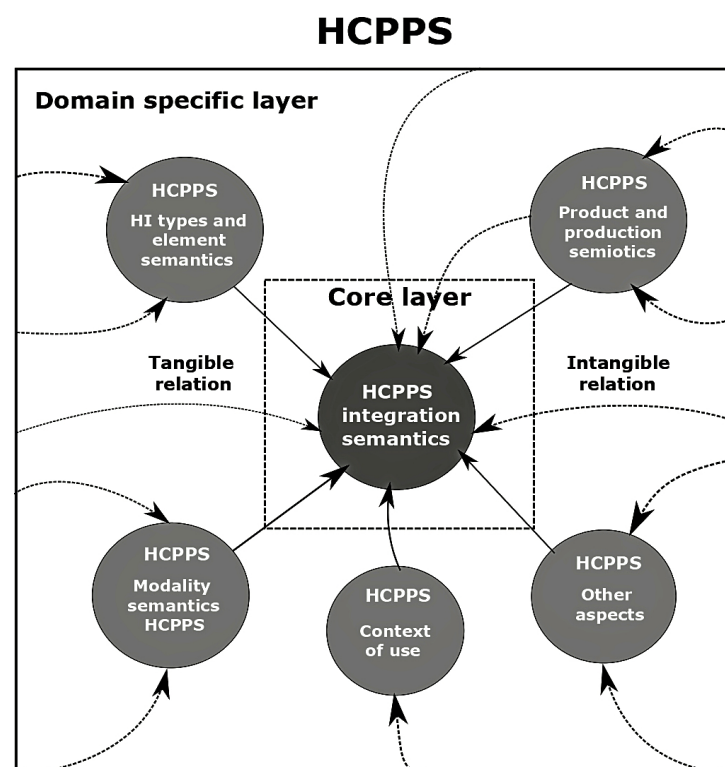 HCPPS
Domain specific layer
HCPPS
HI types and
element
semantics
HCPPS
Product and
production
semiotics
Core layer
Tangible
relation
Intangible
relation
HCPPS
integration
semantics
HCPPS
Modality
semantics
HCPPS
HCPPS
Context
of use
HCPPS
Other
aspects